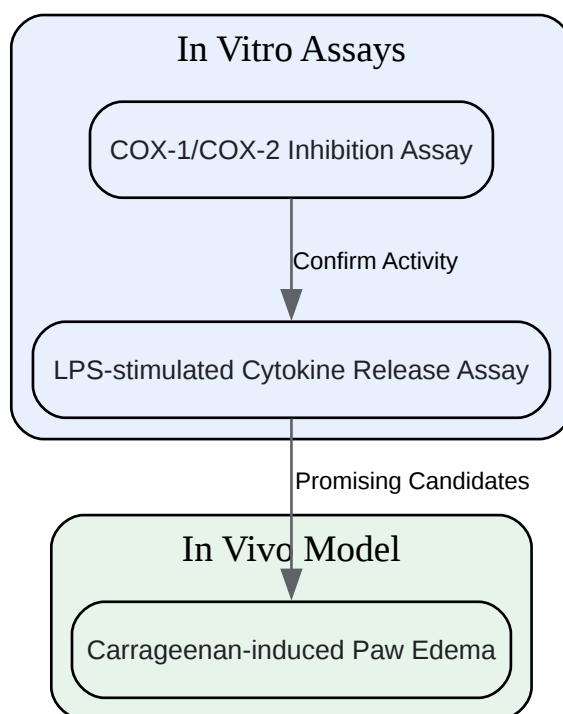 In Vitro Assays
COX-1/COX-2 Inhibition Assay
Confirm Activity
LPS-stimulated Cytokine Release Assay
Promising Candidates
In Vivo Model
Carrageenan-induced Paw Edema